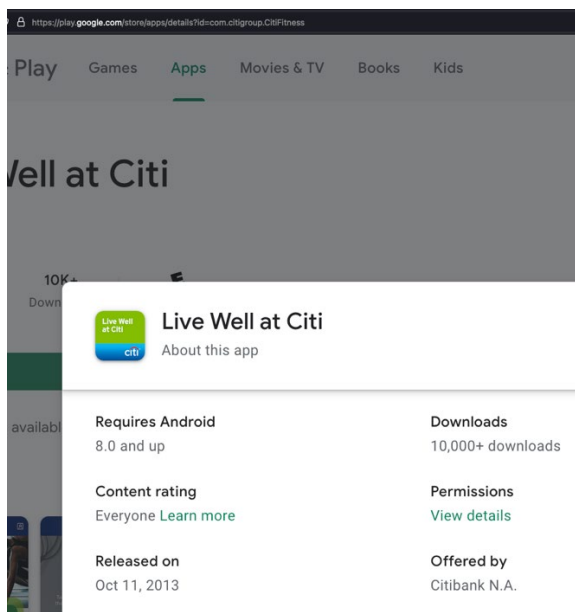 https://play.google.com/store/apps/details?id=com.citigroup.CitiFitness
Play Games Apps Movies & TV Books Kids
Well at Citi
10K+
E
Down
Live Well
at Citi
citi
Live Well at Citi
About this app
availabl
Requires Android
8.0 and up
Downloads
10,000+ downloads
Content rating
Everyone Learn more
Permissions
View details
Released on
Oct 11, 2013
Offered by
Citibank N.A.